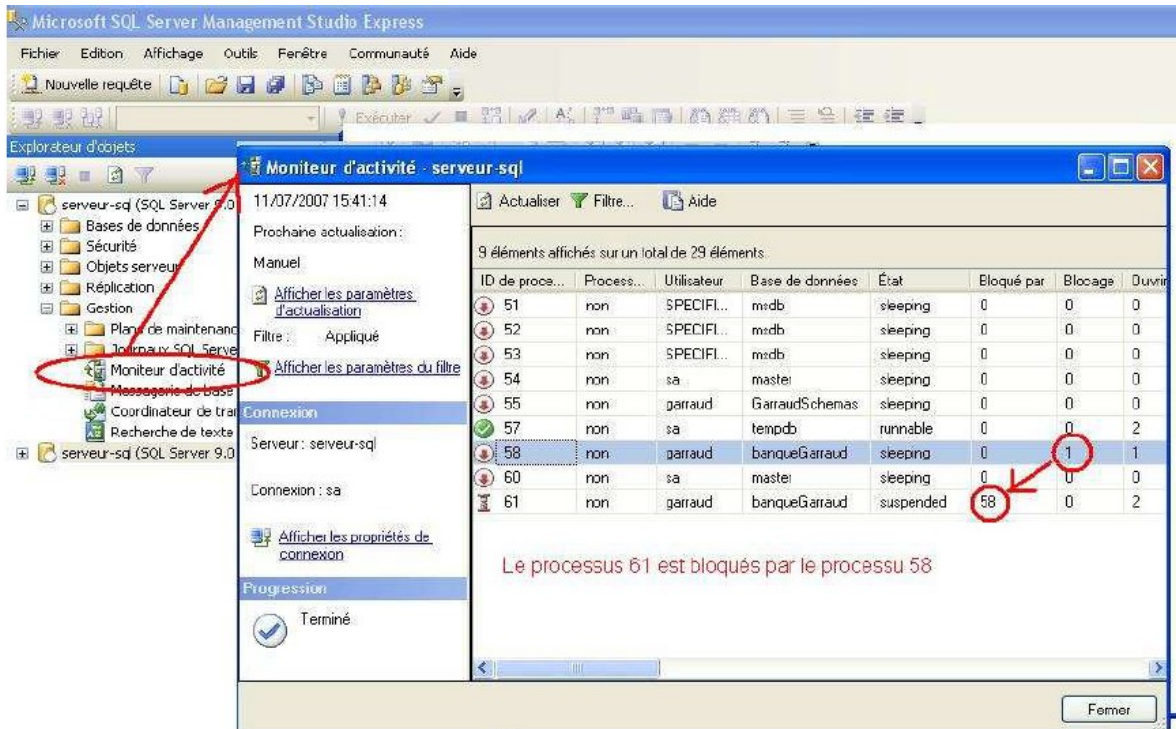 Microsoft SQL Server Management Studio Express
Fichier Edition Affichage Outils Fenêtre Communauté Aide
Nouvelle requête
Exécuter
Explorateur d'objets
serveur-sql (SQL Server 9.0
Bases de données
Sécurité
Objets serveur
Réplication
Gestion
Plans de maintenanc
Journaux SQL Serve
Moniteur d'activité
Messagerie de base
Coordinateur de tran
Recherche de texte
serveur-sql (SQL Server 9.0
Moniteur d'activité - serveur-sql
11/07/2007 15:41:14
Prochaine actualisation :
Manuel
Afficher les paramètres d'actualisation
Filtre : Appliqué
Afficher les paramètres du filtre
Connexion
Serveur : serveur-sql
Connexion : sa
Afficher les propriétés de connexion
Progression
Terminé
Actualiser Filtre... Aide
9 éléments affichés sur un total de 29 éléments.
ID de proce... Process... Utilisateur Base de données État Bloqué par Blocage Ouvrir
51 non SPECIFI... msdb sleeping 0 0 0
52 non SPECIFI... msdb sleeping 0 0 0
53 non SPECIFI... msdb sleeping 0 0 0
54 non sa master sleeping 0 0 0
55 non garraud GarraudSchemas sleeping 0 0 0
57 non sa tempdb runnable 0 0 2
58 non garraud banqueGarraud sleeping 0 1 1
60 non sa master sleeping 0 0 0
61 non garraud banqueGarraud suspended 58 0 2
Le processus 61 est bloqués par le processu 58
Fermer